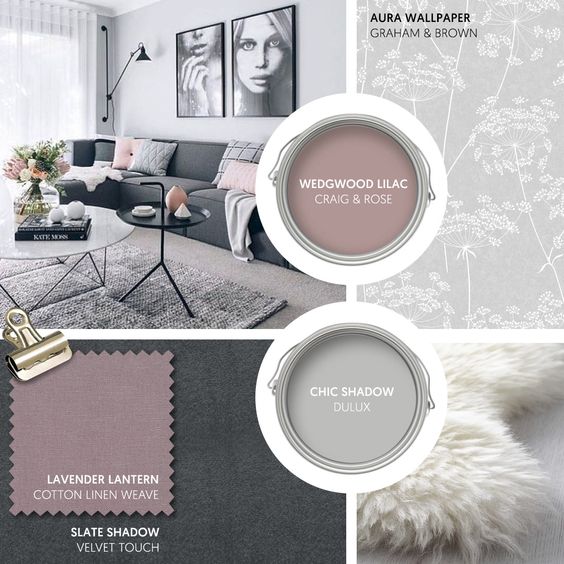 AURA WALLPAPER
GRAHAM & BROWN
WEDGWOOD LILAC
CRAIG & ROSE
KATE MOSS
CHIC SHADOW
DULUX
LAVENDER LANTERN
COTTON LINEN WEAVE
SLATE SHADOW
VELVET TOUCH